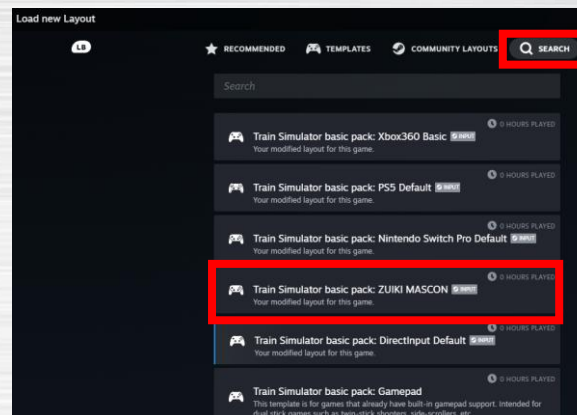 Load new Layout
LB
RECOMMENDED
TEMPLATES
COMMUNITY LAYOUTS
SEARCH
Search
0 HOURS PLAYED
Train Simulator basic pack: Xbox360 Basic INPUT
Your modified layout for this game.
0 HOURS PLAYED
Train Simulator basic pack: PS5 Default INPUT
Your modified layout for this game.
0 HOURS PLAYED
Train Simulator basic pack: Nintendo Switch Pro Default INPUT
Your modified layout for this game.
0 HOURS PLAYED
Train Simulator basic pack: ZUIKI MASCON INPUT
Your modified layout for this game.
0 HOURS PLAYED
Train Simulator basic pack: DirectInput Default INPUT
Your modified layout for this game.
0 HOURS PLAYED
Train Simulator basic pack: Gamepad
This template is for games that already have built-in gamepad support. Intended for
dual stick games such as twin-stick shooters, side-scrollers, etc.